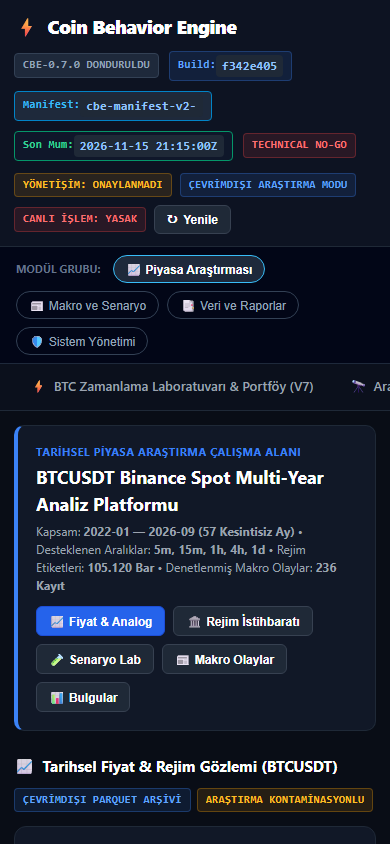 Coin Behavior Engine
CBE-0.7.0 DONDURULDU
Build: f342e405
Manifest: cbe-manifest-v2-
Son Mum: 2026-11-15 21:15:00Z
TECHNICAL NO-GO
YÖNETİŞİM: ONAYLANMADI
ÇEVRİMDIŞI ARAŞTIRMA MODU
CANLI İŞLEM: YASAK
↻ Yenile
MODÜL GRUBU:
Piyasa Araştırması
Makro ve Senaryo
Veri ve Raporlar
Sistem Yönetimi
BTC Zamanlama Laboratuvarı & Portföy (V7)
Ara
TARİHSEL PİYASA ARAŞTIRMA ÇALIŞMA ALANI
BTCUSDT Binance Spot Multi-Year
Analiz Platformu
Kapsam: 2022-01 — 2026-09 (57 Kesintisiz Ay) •
Desteklenen Aralıklar: 5m, 15m, 1h, 4h, 1d • Rejim
Etiketleri: 105.120 Bar • Denetlenmiş Makro Olaylar: 236
Kayıt
Fiyat & Analog
Rejim İstihbaratı
Senaryo Lab
Makro Olaylar
Bulgular
Tarihsel Fiyat & Rejim Gözlemi (BTCUSDT)
ÇEVRİMDIŞI PARQUET ARŞİVİ
ARAŞTIRMA KONTAMİNASYONLU